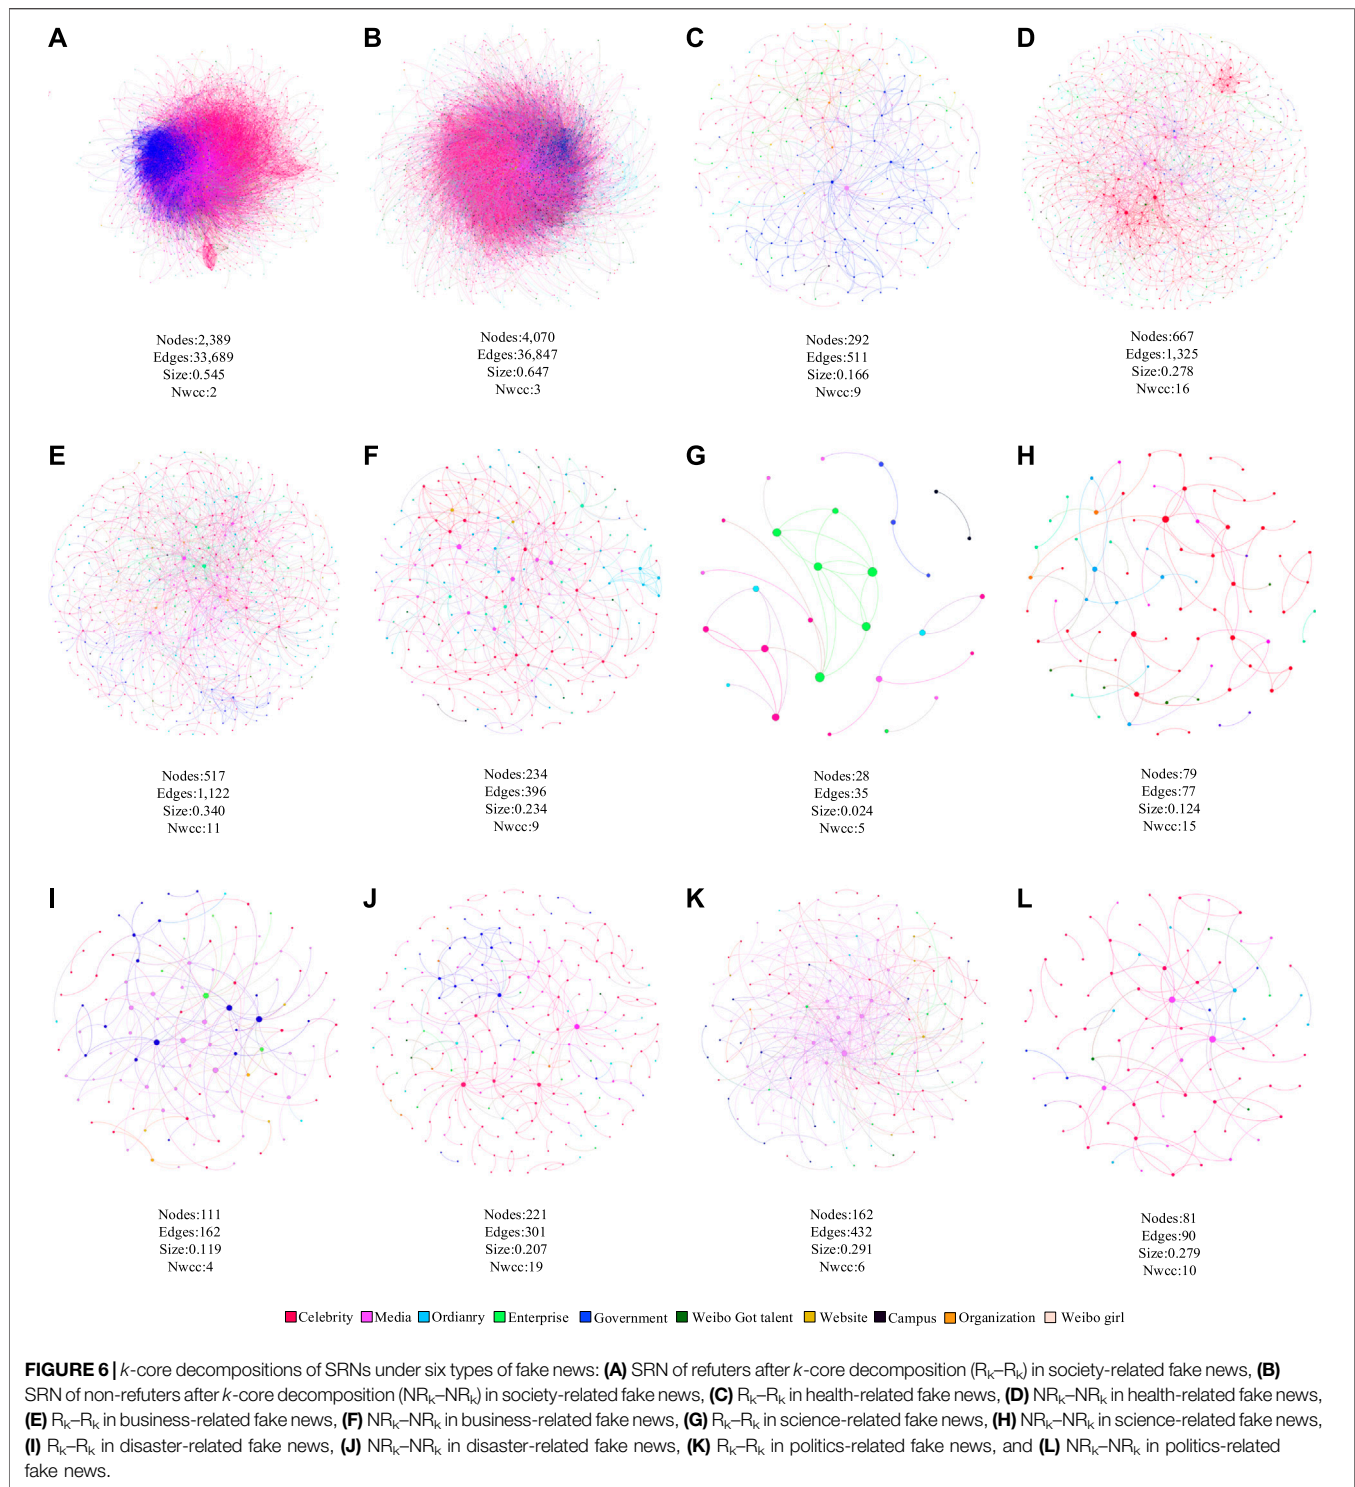 A
B
C
D
Nodes:2,389
Edges:33,689
Size:0.545
Nwcc:2
Nodes:4,070
Edges:36,847
Size:0.647
Nwcc:3
Nodes:292
Edges:511
Size:0.166
Nwcc:9
Nodes:667
Edges:1,325
Size:0.278
Nwcc:16
E
F
G
H
Nodes:517
Edges:1,122
Size:0.340
Nwcc:11
Nodes:234
Edges:396
Size:0.234
Nwcc:9
Nodes:28
Edges:35
Size:0.024
Nwcc:5
Nodes:79
Edges:77
Size:0.124
Nwcc:15
I
J
K
L
Nodes:111
Edges:162
Size:0.119
Nwcc:4
Nodes:221
Edges:301
Size:0.207
Nwcc:19
Nodes:162
Edges:432
Size:0.291
Nwcc:6
Nodes:81
Edges:90
Size:0.279
Nwcc:10
Celebrity Media Ordianry Enterprise Government Weibo Got talent Website Campus Organization Weibo girl
FIGURE 6 | k-core decompositions of SRNs under six types of fake news: (A) SRN of refuters after k-core decomposition (Rk–Rk) in society-related fake news, (B)
SRN of non-refuters after k-core decomposition (NRk–NRk) in society-related fake news, (C) Rk–Rk in health-related fake news, (D) NRk–NRk in health-related fake news,
(E) Rk–Rk in business-related fake news, (F) NRk–NRk in business-related fake news, (G) Rk–Rk in science-related fake news, (H) NRk–NRk in science-related fake news,
(I) Rk–Rk in disaster-related fake news, (J) NRk–NRk in disaster-related fake news, (K) Rk–Rk in politics-related fake news, and (L) NRk–NRk in politics-related
fake news.